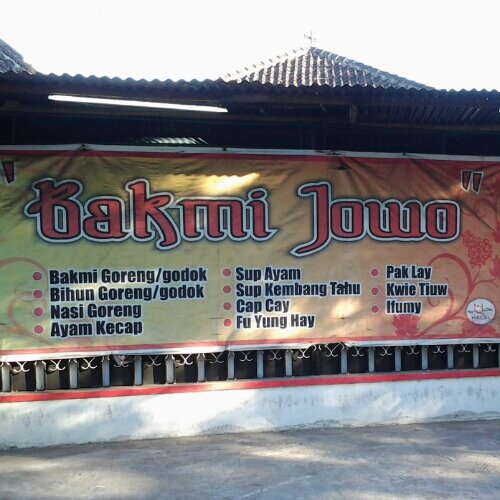 "Bakmi Jowo"
Bakmi Goreng/godok
Bihun Goreng/godok
Nasi Goreng
Ayam Kecap
Sup Ayam
Sup Kembang Tahu
Cap Cay
Fu Yung Hay
Pak Lay
Kwie Tiuw
Ifumy
HALAL